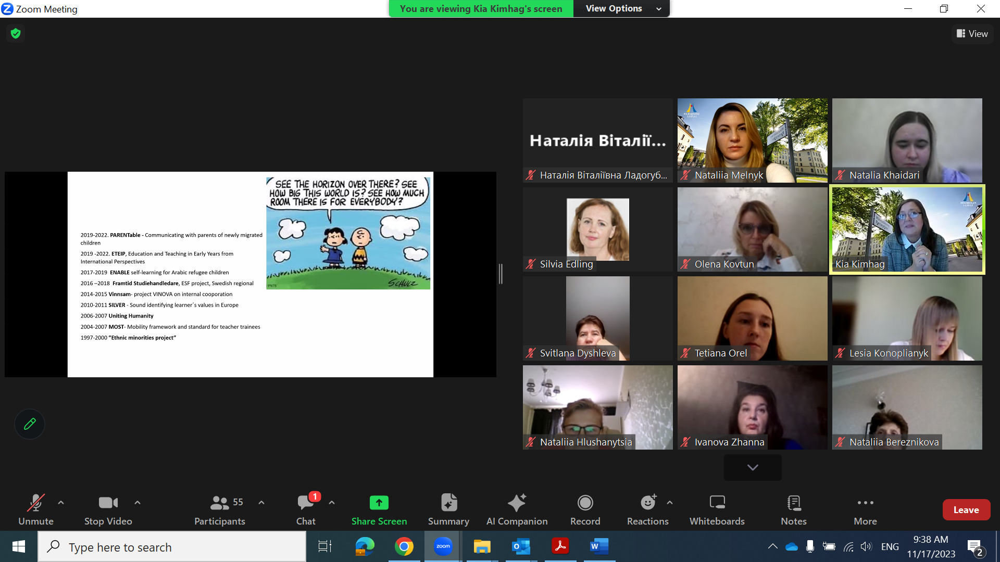 Zoom Meeting
You are viewing Kia Kimhag's screen
View Options
View
SEE THE HORIZON OVER THERE? SEE
HOW BIG THIS WORLD IS? SEE HOW MUCH
ROOM THERE IS FOR EVERYBODY?
SCHULZ
2019-2022. PARENTable - Communicating with parents of newly migrated
children
2019 -2022. ETEIP, Education and Teaching in Early Years from
International Perspectives
2017-2019 ENABLE self-learning for Arabic refugee children
2016 –2018 Framtid Studiehandledare, ESF project, Swedish regional
2014-2015 Vinnsam- project VINOVA on internal cooporation
2010-2011 SILVER - Sound identifying learner´s values in Europe
2006-2007 Uniting Humanity
2004-2007 MOST- Mobility framework and standard for teacher trainees
1997-2000 ”Ethnic minorities project”
Наталія Віталії...
Наталія Віталіївна Ладогуб...
Nataliia Melnyk
Natalia Khaidari
Silvia Edling
Olena Kovtun
Kia Kimhag
Svitlana Dyshleva
Tetiana Orel
Lesia Konoplianyk
Nataliia Hlushanytsia
Ivanova Zhanna
Nataliia Bereznikova
Unmute
Stop Video
55
Participants
1
Chat
Share Screen
Summary
AI Companion
Record
Reactions
Whiteboards
Notes
More
Leave
Type here to search
zoom
ENG
9:38 AM
11/17/2023
2